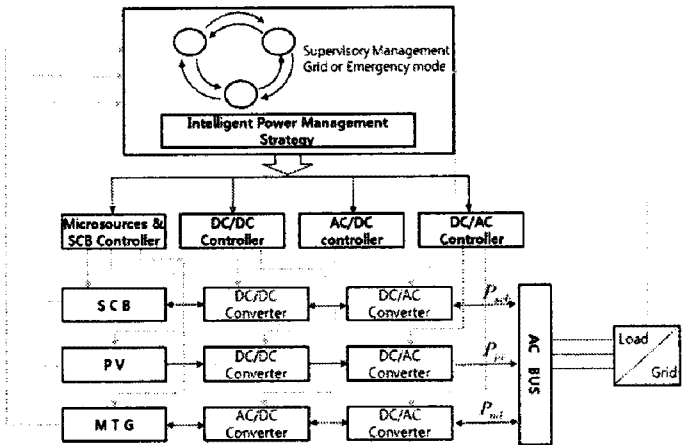 Supervisory Management
Grid or Emergency mode
Intelligent Power Management
Strategy
Microsources &
SCB Controller
DC/DC
Controller
AC/DC
controller
DC/AC
Controller
SCB
DC/DC
Converter
DC/AC
Converter
PV
DC/DC
Converter
DC/AC
Converter
MTG
AC/DC
Converter
DC/AC
Converter
AC BUS
Load
Grid